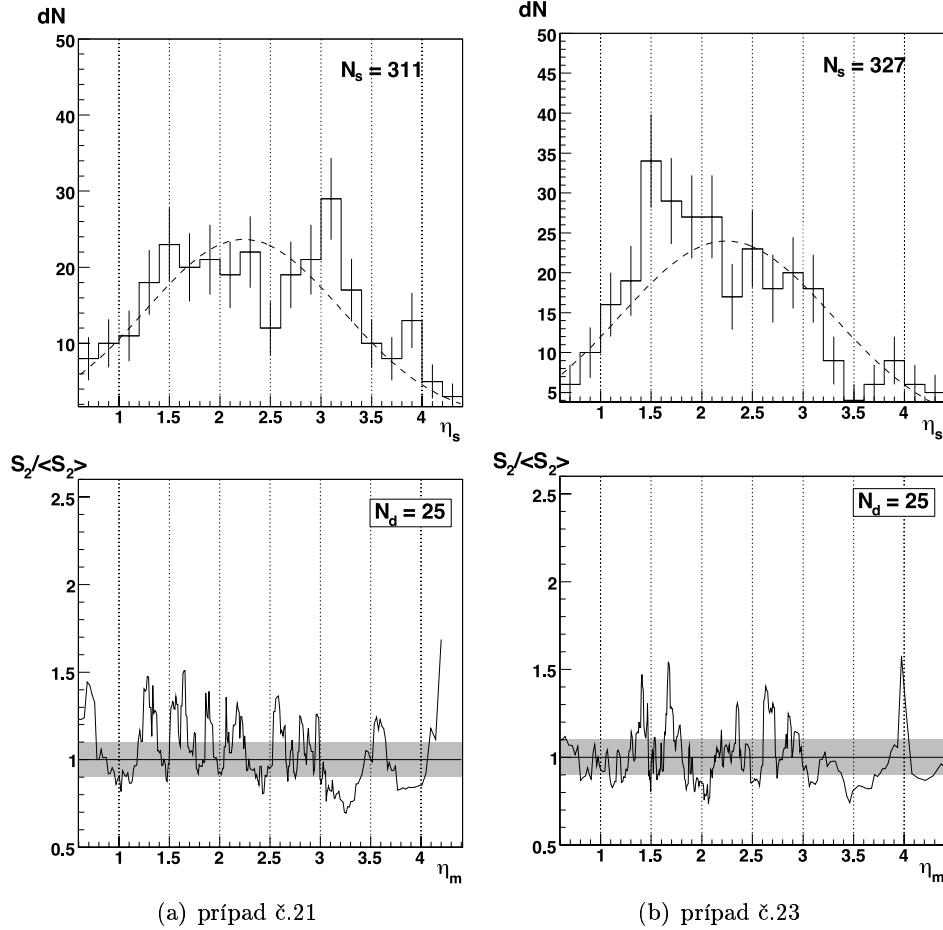 dN
50
40
30
20
10
N_s = 311
1 1.5 2 2.5 3 3.5 4
η_s
dN
50
45
40
35
30
25
20
15
10
5
N_s = 327
1 1.5 2 2.5 3 3.5 4
η_s
S_2/<S_2>
2.5
2
1.5
1
0.5
N_d = 25
1 1.5 2 2.5 3 3.5 4
η_m
(a) prípad č.21
S_2/<S_2>
2.5
2
1.5
1
0.5
N_d = 25
1 1.5 2 2.5 3 3.5 4
η_m
(b) prípad č.23